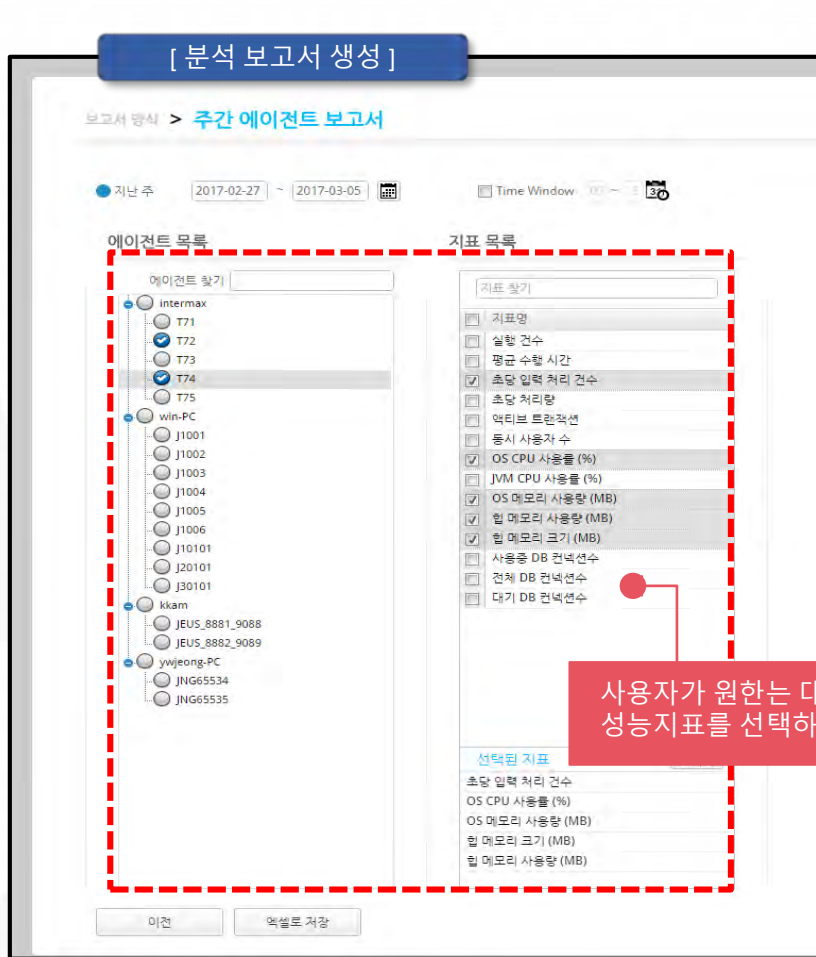 [ 분석 보고서 생성 ]
보고서 방식 > 주간 에이전트 보고서
지난 주 2017-02-27 ~ 2017-03-05 Time Window ~
에이전트 목록
지표 목록
에이전트 찾기
intermax
T71
T72
T73
T74
T75
win-PC
J1001
J1002
J1003
J1004
J1005
J1006
J10101
J20101
J30101
kkam
JEUS_8881_9088
JEUS_8882_9089
ywjeong-PC
JNG65534
JNG65535
지표 찾기
지표명
실행 건수
평균 수행 시간
초당 입력 처리 건수
초당 처리량
액티브 트랜잭션
동시 사용자 수
OS CPU 사용률 (%)
JVM CPU 사용률 (%)
OS 메모리 사용량 (MB)
힙 메모리 사용량 (MB)
힙 메모리 크기 (MB)
사용중 DB 컨넥션수
전체 DB 컨넥션수
대기 DB 컨넥션수
사용자가 원한는
성능지표를 선택하
선택된 지표
초당 입력 처리 건수
OS CPU 사용률 (%)
OS 메모리 사용량 (MB)
힙 메모리 크기 (MB)
힙 메모리 사용량 (MB)
이전
엑셀로 저장